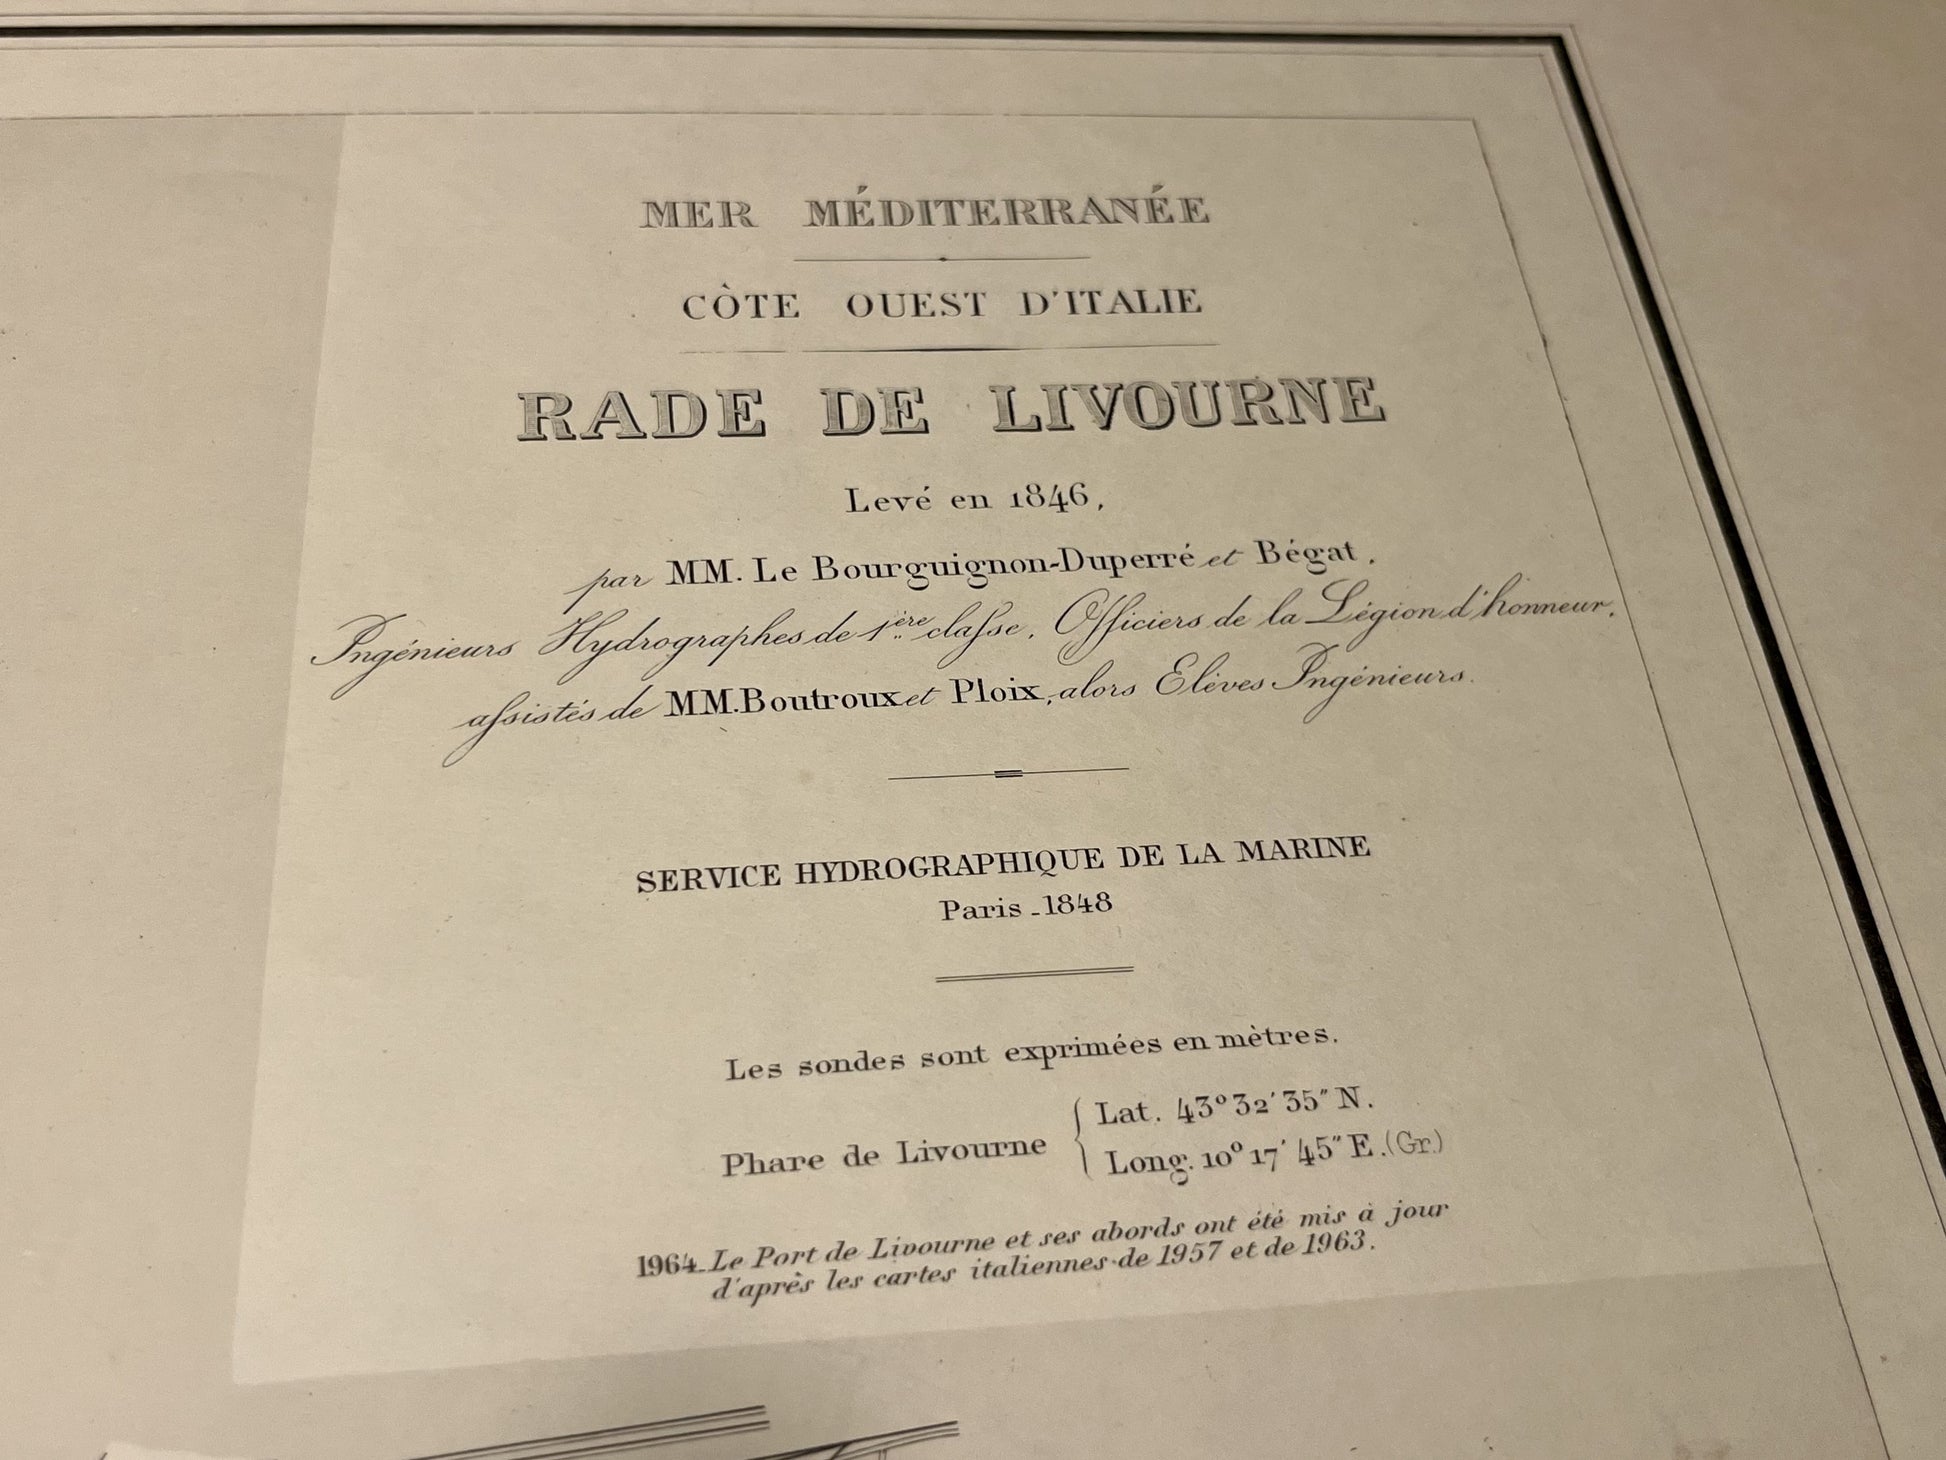 MER MÉDITERRANÉE
CÒTE OUEST D'ITALIE
RADE DE LIVOURNE
Levé en 1846,
par MM. Le Bourguignon-Duperré et Bégat,
Ingénieurs Hydrographes de 1ère classe, Officiers de la Légion d'honneur,
assistés de MM. Boutroux et Ploix, alors Elèves Ingénieurs.
SERVICE HYDROGRAPHIQUE DE LA MARINE
Paris - 1848
Les sondes sont exprimées en mètres.
Phare de Livourne { Lat. 43° 32' 35" N.
Long. 10° 17' 45" E. (Gr.)
1964 - Le Port de Livourne et ses abords ont été mis à jour
d'après les cartes italiennes de 1957 et de 1963.